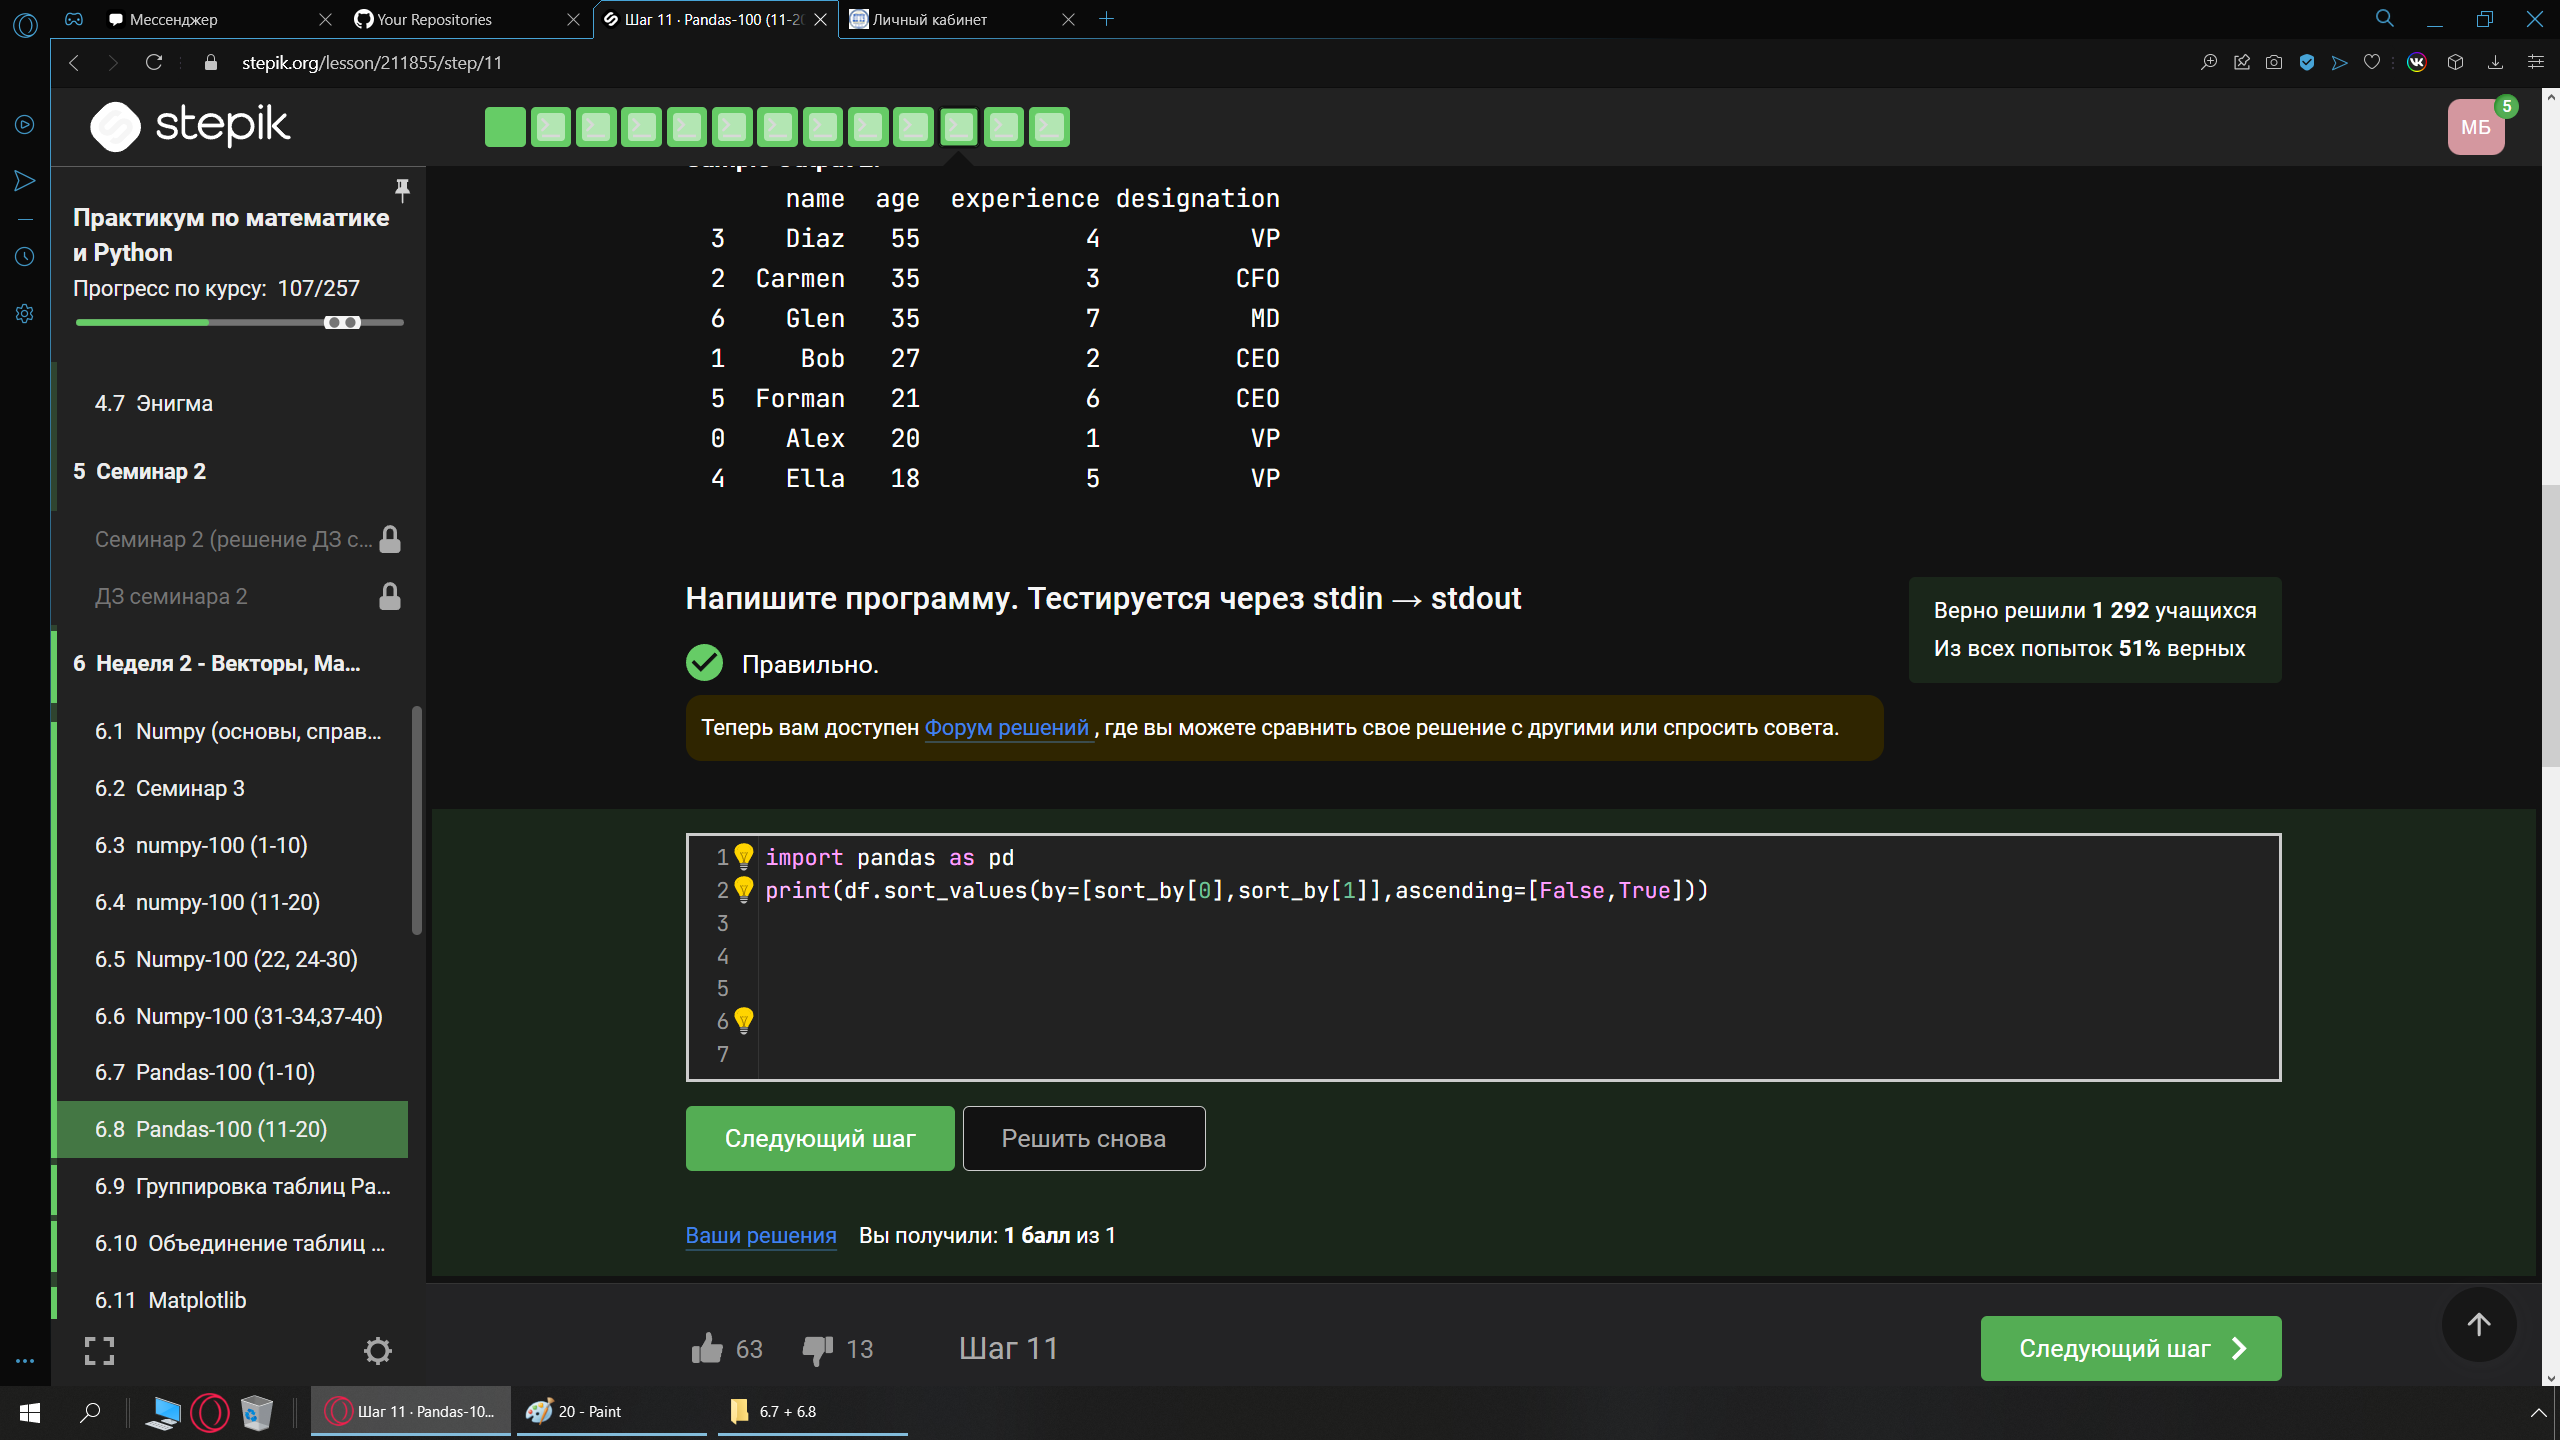 Мессенджер
Your Repositories
Шаг 11 · Pandas-100 (11-20
Личный кабинет
stepik.org/lesson/211855/step/11
stepik
МБ
5
Практикум по математике
и Python
Прогресс по курсу: 107/257
4.7 Энигма
5 Семинар 2
Семинар 2 (решение ДЗ с...
ДЗ семинара 2
6 Неделя 2 - Векторы, Ма...
6.1 Numpy (основы, справ...
6.2 Семинар 3
6.3 numpy-100 (1-10)
6.4 numpy-100 (11-20)
6.5 Numpy-100 (22, 24-30)
6.6 Numpy-100 (31-34,37-40)
6.7 Pandas-100 (1-10)
6.8 Pandas-100 (11-20)
6.9 Группировка таблиц Pa...
6.10 Объединение таблиц ...
6.11 Matplotlib
name age experience designation
3 Diaz 55 4 VP
2 Carmen 35 3 CFO
6 Glen 35 7 MD
1 Bob 27 2 CEO
5 Forman 21 6 CEO
0 Alex 20 1 VP
4 Ella 18 5 VP
Напишите программу. Тестируется через stdin → stdout
Верно решили 1 292 учащихся
Из всех попыток 51% верных
Правильно.
Теперь вам доступен Форум решений , где вы можете сравнить свое решение с другими или спросить совета.
1 import pandas as pd
2 print(df.sort_values(by=[sort_by[0],sort_by[1]],ascending=[False,True]))
3
4
5
6
7
Следующий шаг
Решить снова
Ваши решения Вы получили: 1 балл из 1
63 13 Шаг 11
Следующий шаг
Шаг 11 · Pandas-10...
20 - Paint
6.7 + 6.8